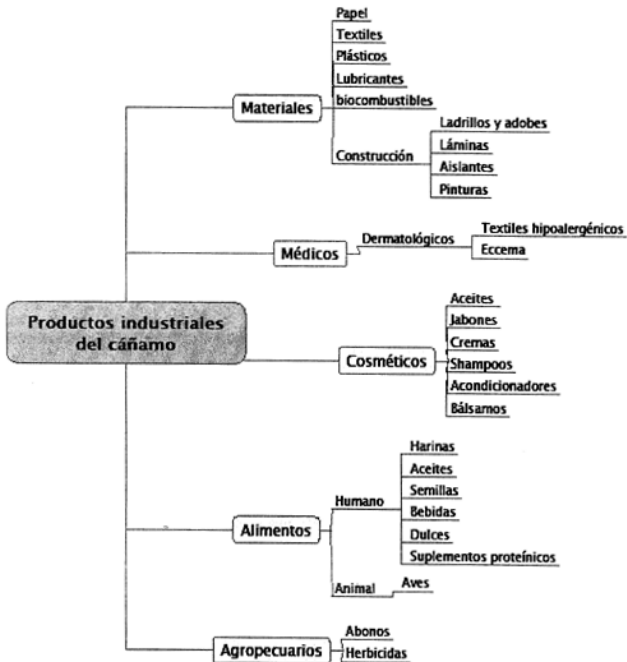 Papel
Textiles
Plásticos
Lubricantes
biocombustibles
Materiales
Construcción
Ladrillos y adobes
Láminas
Aislantes
Pinturas
Médicos
Dermatológicos
Textiles hipoalergénicos
Eccema
Productos industriales
del cáñamo
Cosméticos
Aceites
Jabones
Cremas
Shampoos
Acondicionadores
Bálsamos
Alimentos
Humano
Harinas
Aceites
Semillas
Bebidas
Dulces
Suplementos proteínicos
Animal
Aves
Agropecuarios
Abonos
Herbicidas